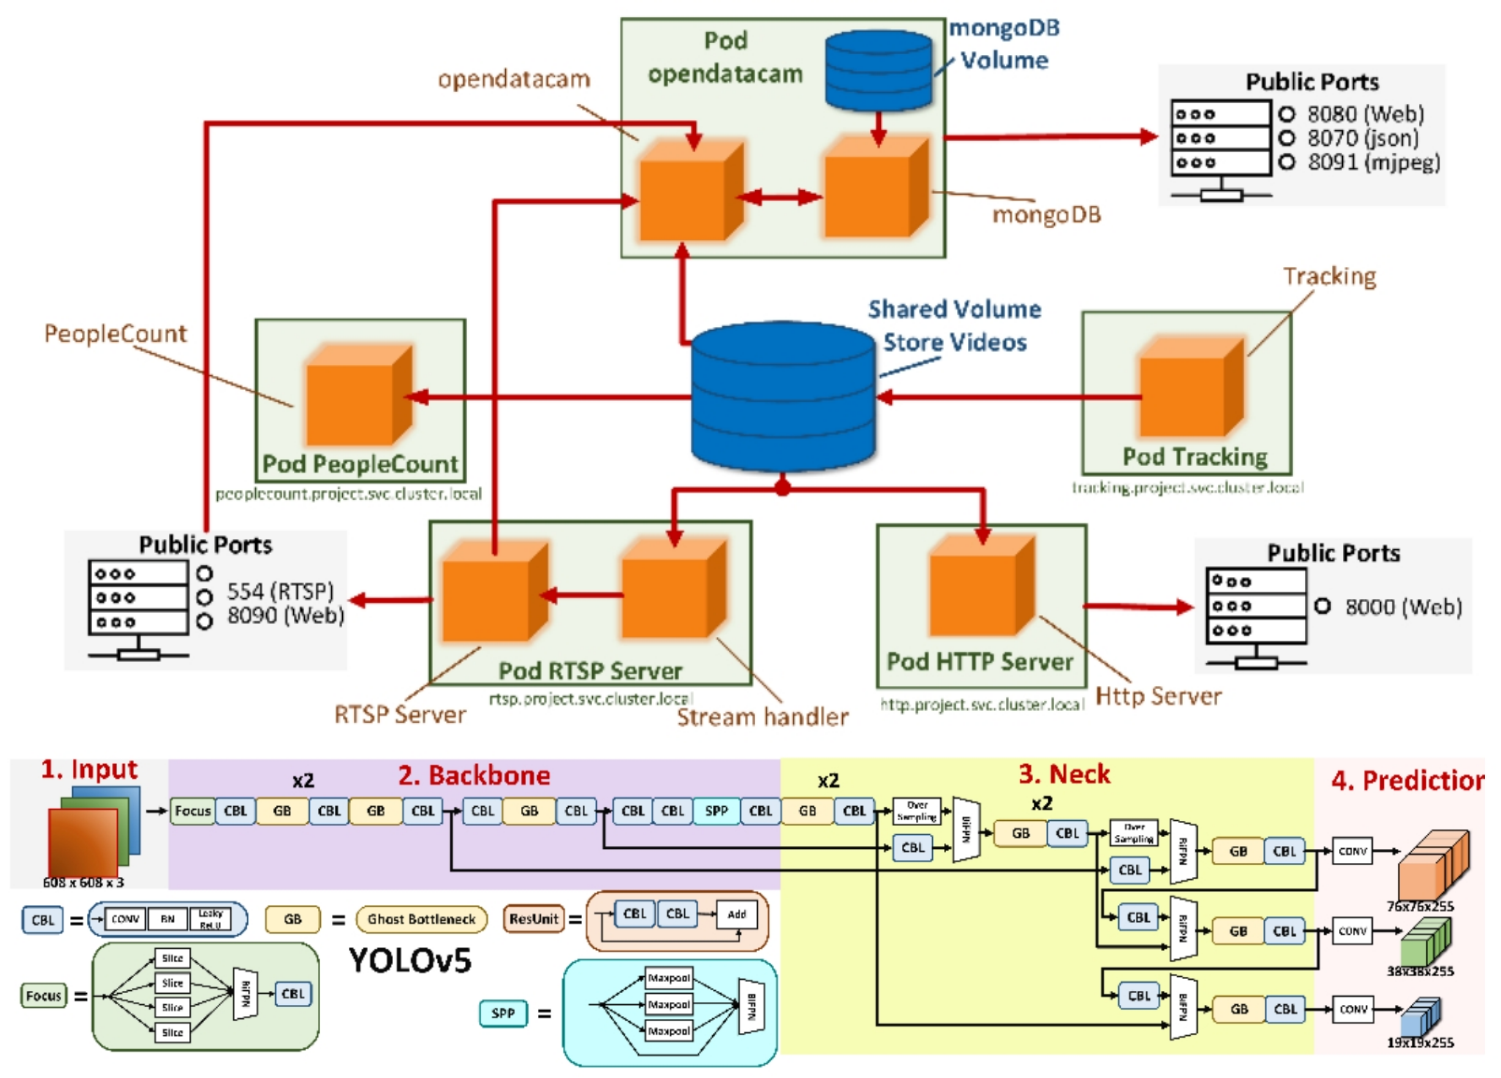 Pod
opendatacam
mongoDB
Volume
opendatacam
mongoDB
Public Ports
8080 (Web)
8070 (json)
8091 (mjpeg)
Tracking
Shared Volume
Store Videos
PeopleCount
Pod PeopleCount
peoplecount.project.svc.cluster.local
Pod Tracking
tracking.project.svc.cluster.local
Public Ports
554 (RTSP)
8090 (Web)
Pod RTSP Server
rtsp.project.svc.cluster.local
RTSP Server
Stream handler
Pod HTTP Server
http.project.svc.cluster.local
Http Server
Public Ports
8000 (Web)
1. Input
2. Backbone
3. Neck
4. Prediction
x2
x2
x2
608 x 608 x 3
Focus CBL GB CBL GB CBL CBL GB CBL CBL CBL SPP CBL GB CBL
Over
Sampling
BiFPN
CBL
GB CBL
Over
Sampling
BiFPN
CBL
GB CBL CONV
76x76x255
CBL BiFPN GB CBL CONV
38x38x255
CBL BiFPN GB CBL CONV
19x19x255
CBL = CONV BN Leaky
ReLU
GB = Ghost Bottleneck
ResUnit = CBL CBL Add
YOLOv5
Focus =
Slice
Slice
Slice
Slice
BiFPN
CBL
SPP =
Maxpool
Maxpool
Maxpool
BiFPN